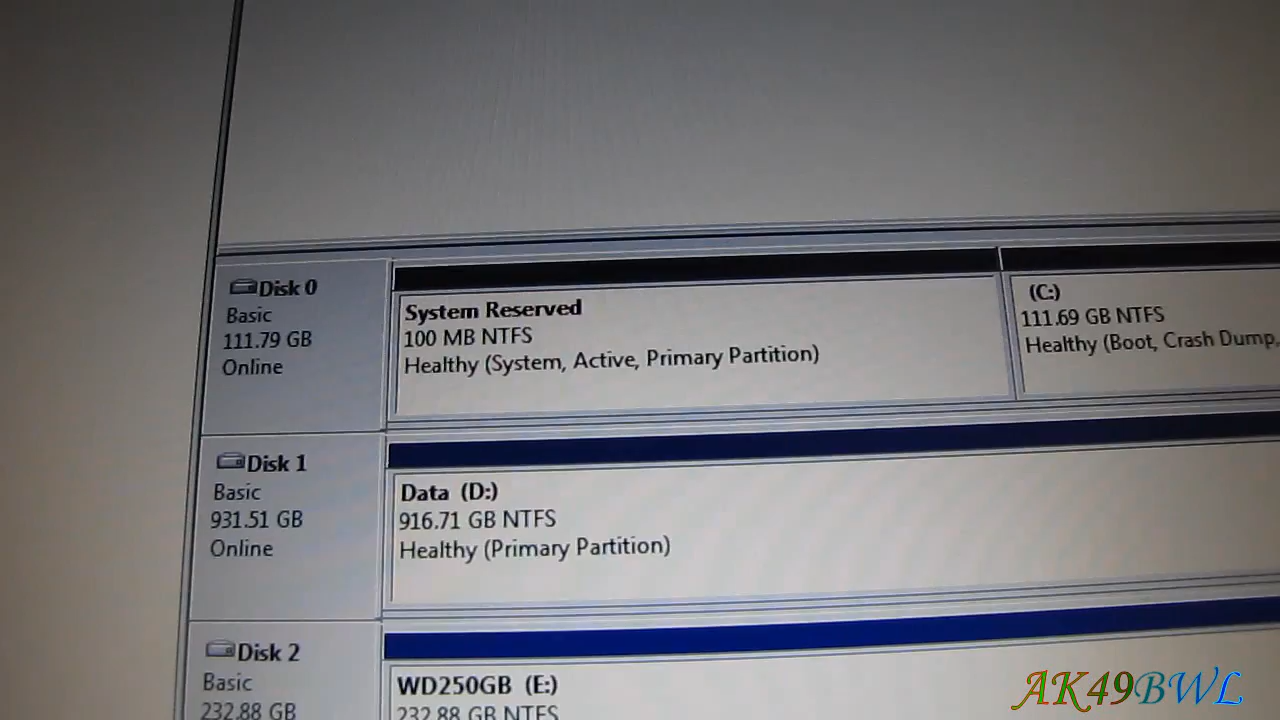 Disk 0
Basic
111.79 GB
Online
System Reserved
100 MB NTFS
Healthy (System, Active, Primary Partition)
(C:)
111.69 GB NTFS
Healthy (Boot, Crash Dump,
Disk 1
Basic
931.51 GB
Online
Data (D:)
916.71 GB NTFS
Healthy (Primary Partition)
Disk 2
Basic
232.88 GB
WD250GB (E:)
232.88 GB NTFS
AK49BWL